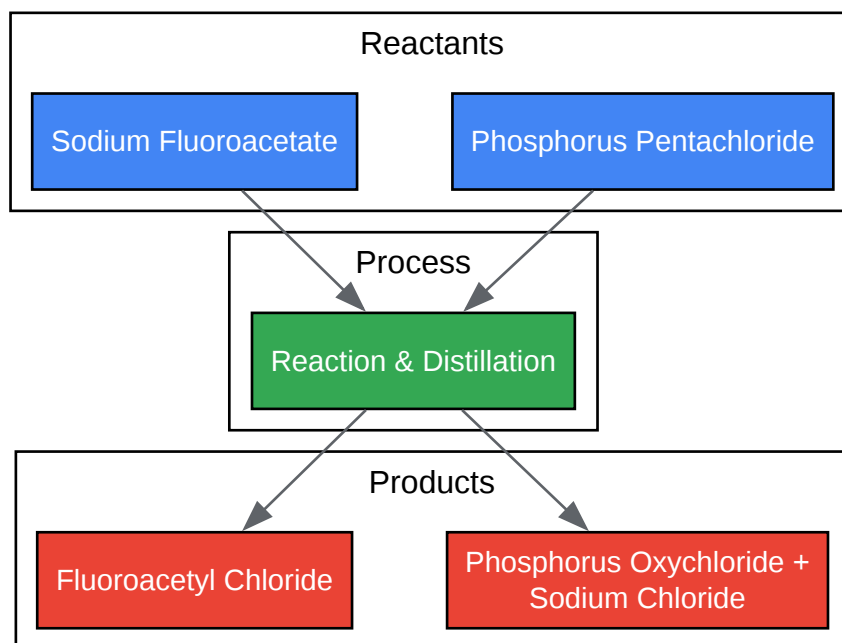 Reactants
Sodium Fluoroacetate
Phosphorus Pentachloride
Process
Reaction & Distillation
Products
Fluoroacetyl Chloride
Phosphorus Oxychloride +
Sodium Chloride